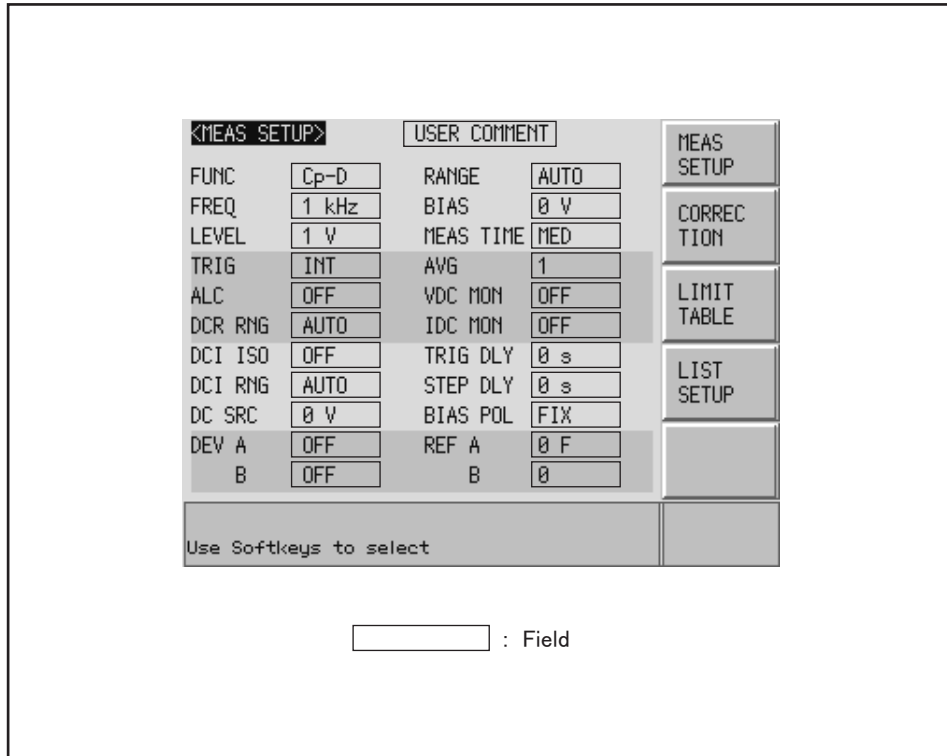 <MEAS SETUP> USER COMMENT
FUNC Cp-D RANGE AUTO
FREQ 1 kHz BIAS 0 V
LEVEL 1 V MEAS TIME MED
TRIG INT AVG 1
ALC OFF VDC MON OFF
DCR RNG AUTO IDC MON OFF
DCI ISO OFF TRIG DLY 0 s
DCI RNG AUTO STEP DLY 0 s
DC SRC 0 V BIAS POL FIX
DEV A OFF REF A 0 F
B OFF B 0
MEAS
SETUP
CORREC
TION
LIMIT
TABLE
LIST
SETUP
Use Softkeys to select
: Field